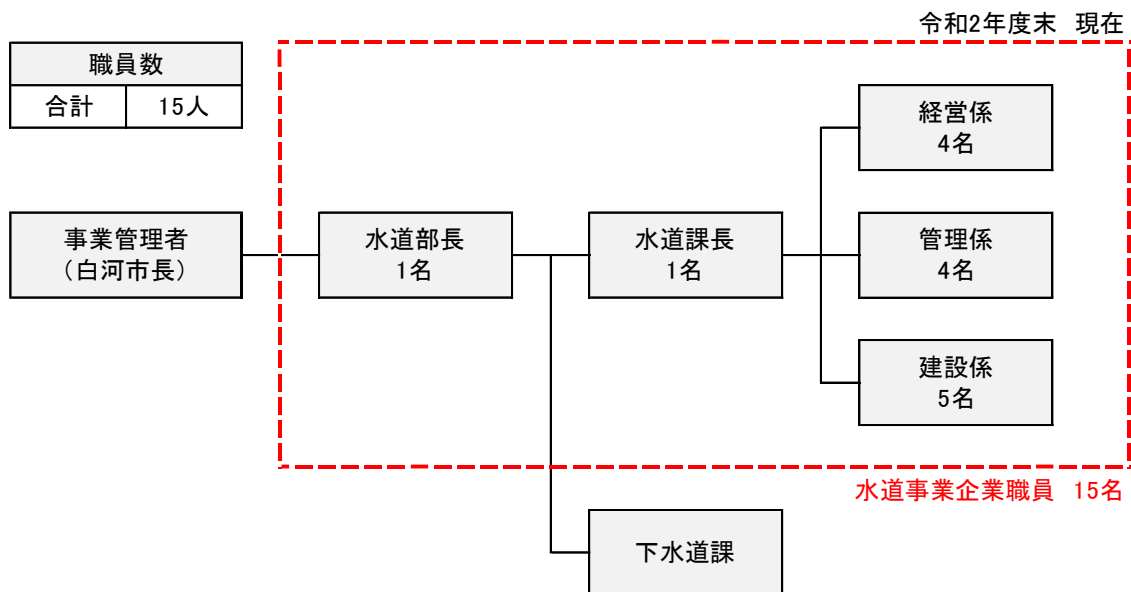 令和2年度末 現在
職員数
合計 15人
事業管理者
（白河市長）
水道部長
1名
水道課長
1名
経営係
4名
管理係
4名
建設係
5名
水道事業企業職員 15名
下水道課